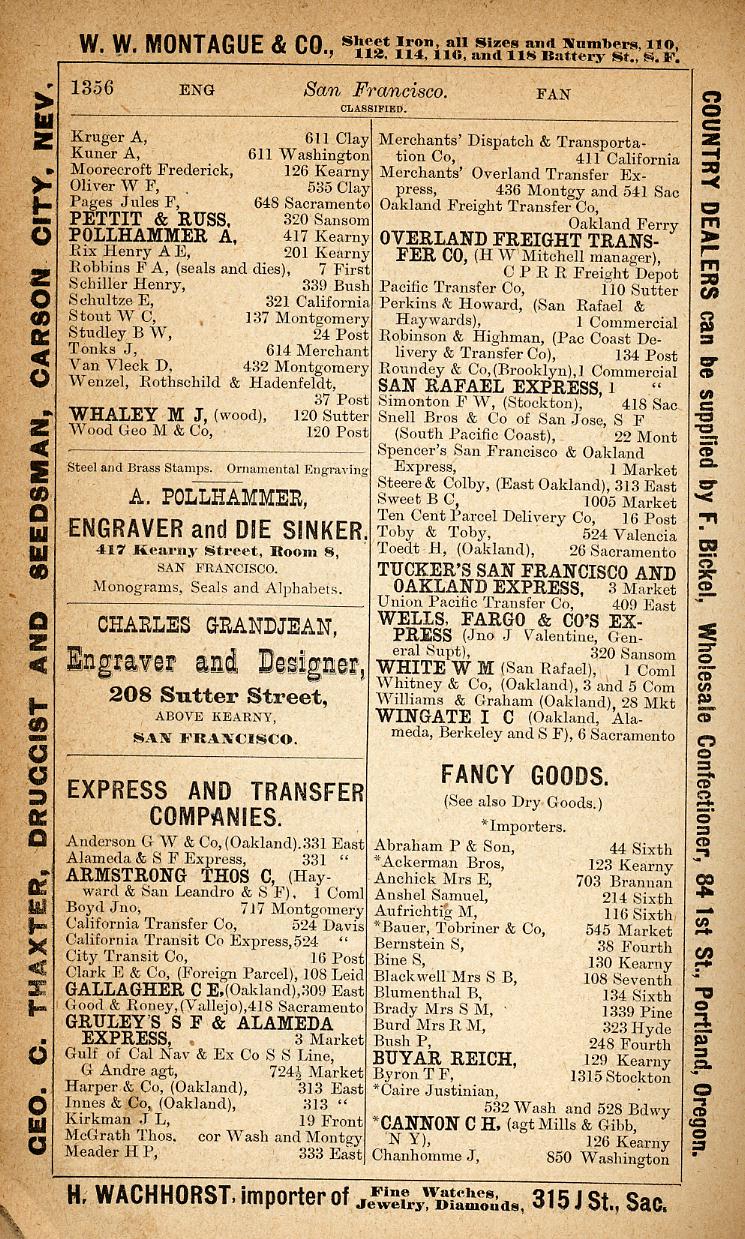 W. W. MONTAGUE & CO., Sheet Iron, all Sizes and Numbers, 110,
112, 114, 116, and 118 Battery St., S. F.
GEO. C. THAXTER, DRUGGIST AND SEEDSMAN, CARSON CITY, NEV.
1356 ENG San Francisco. FAN
CLASSIFIED.
Kruger A, 611 Clay
Kuner A, 611 Washington
Moorecroft Frederick, 126 Kearny
Oliver W F, 535 Clay
Pages Jules F, 648 Sacramento
PETTIT & RUSS, 320 Sansom
POLLHAMMER A, 417 Kearny
Rix Henry A E, 201 Kearny
Robbins F A, (seals and dies), 7 First
Schiller Henry, 339 Bush
Schultze E, 321 California
Stout W C, 137 Montgomery
Studley B W, 24 Post
Tonks J, 614 Merchant
Van Vleck D, 432 Montgomery
Wenzel, Rothschild & Hadenfeldt,
37 Post
WHALEY M J, (wood), 120 Sutter
Wood Geo M & Co, 120 Post
Steel and Brass Stamps. Ornamental Engraving
A. POLLHAMMER,
ENGRAVER and DIE SINKER.
417 Kearny Street, Room 8,
SAN FRANCISCO.
Monograms, Seals and Alphabets.
CHARLES GRANDJEAN,
Engraver and Designer,
208 Sutter Street,
ABOVE KEARNY,
SAN FRANCISCO.
EXPRESS AND TRANSFER
COMPANIES.
Anderson G W & Co, (Oakland). 331 East
Alameda & S F Express, 331 “
ARMSTRONG THOS C, (Hay-
ward & San Leandro & S F), 1 Coml
Boyd Jno, 717 Montgomery
California Transfer Co, 524 Davis
California Transit Co Express, 524 “
City Transit Co, 16 Post
Clark E & Co, (Foreign Parcel), 108 Leid
GALLAGHER C E, (Oakland), 309 East
Good & Roney, (Vallejo), 418 Sacramento
GRULEY'S S F & ALAMEDA
EXPRESS, 3 Market
Gulf of Cal Nav & Ex Co S S Line,
G Andre agt, 724½ Market
Harper & Co, (Oakland), 313 East
Innes & Co, (Oakland), 313 “
Kirkman J L, 19 Front
McGrath Thos. cor Wash and Montgy
Meader H P, 333 East
Merchants' Dispatch & Transporta-
tion Co, 411 California
Merchants' Overland Transfer Ex-
press, 436 Montgy and 541 Sac
Oakland Freight Transfer Co,
Oakland Ferry
OVERLAND FREIGHT TRANS-
FER CO, (H W Mitchell manager),
C P R R Freight Depot
Pacific Transfer Co, 110 Sutter
Perkins & Howard, (San Rafael &
Haywards), 1 Commercial
Robinson & Highman, (Pac Coast De-
livery & Transfer Co), 134 Post
Roundey & Co, (Brooklyn), 1 Commercial
SAN RAFAEL EXPRESS, 1 “
Simonton F W, (Stockton), 418 Sac
Snell Bros & Co of San Jose, S F
(South Pacific Coast), 22 Mont
Spencer's San Francisco & Oakland
Express, 1 Market
Steere & Colby, (East Oakland), 313 East
Sweet B C, 1005 Market
Ten Cent Parcel Delivery Co, 16 Post
Toby & Toby, 524 Valencia
Toedt H, (Oakland), 26 Sacramento
TUCKER'S SAN FRANCISCO AND
OAKLAND EXPRESS, 3 Market
Union Pacific Transfer Co, 409 East
WELLS, FARGO & CO'S EX-
PRESS (Jno J Valentine, Gen-
eral Supt), 320 Sansom
WHITE W M (San Rafael), 1 Coml
Whitney & Co, (Oakland), 3 and 5 Com
Williams & Graham (Oakland), 28 Mkt
WINGATE I C (Oakland, Ala-
meda, Berkeley and S F), 6 Sacramento
FANCY GOODS.
(See also Dry Goods.)
*Importers.
Abraham P & Son, 44 Sixth
*Ackerman Bros, 123 Kearny
Anchick Mrs E, 703 Brannan
Anshel Samuel, 214 Sixth
Aufrichtig M, 116 Sixth
*Bauer, Tobriner & Co, 545 Market
Bernstein S, 38 Fourth
Bine S, 130 Kearny
Blackwell Mrs S B, 108 Seventh
Blumenthal B, 134 Sixth
Brady Mrs S M, 1339 Pine
Burd Mrs R M, 323 Hyde
Bush P, 248 Fourth
BUYAR REICH, 129 Kearny
Byron T F, 1315 Stockton
*Caire Justinian,
532 Wash and 528 Bdwy
*CANNON C H, (agt Mills & Gibb,
N Y), 126 Kearny
Chanhomme J, 850 Washington
COUNTRY DEALERS can be supplied by F. Bickel, Wholesale Confectioner, 84 1st St., Portland, Oregon.
H. WACHHORST, importer of Fine Watches, Jewelry, Diamonds, 315 J St., Sac.